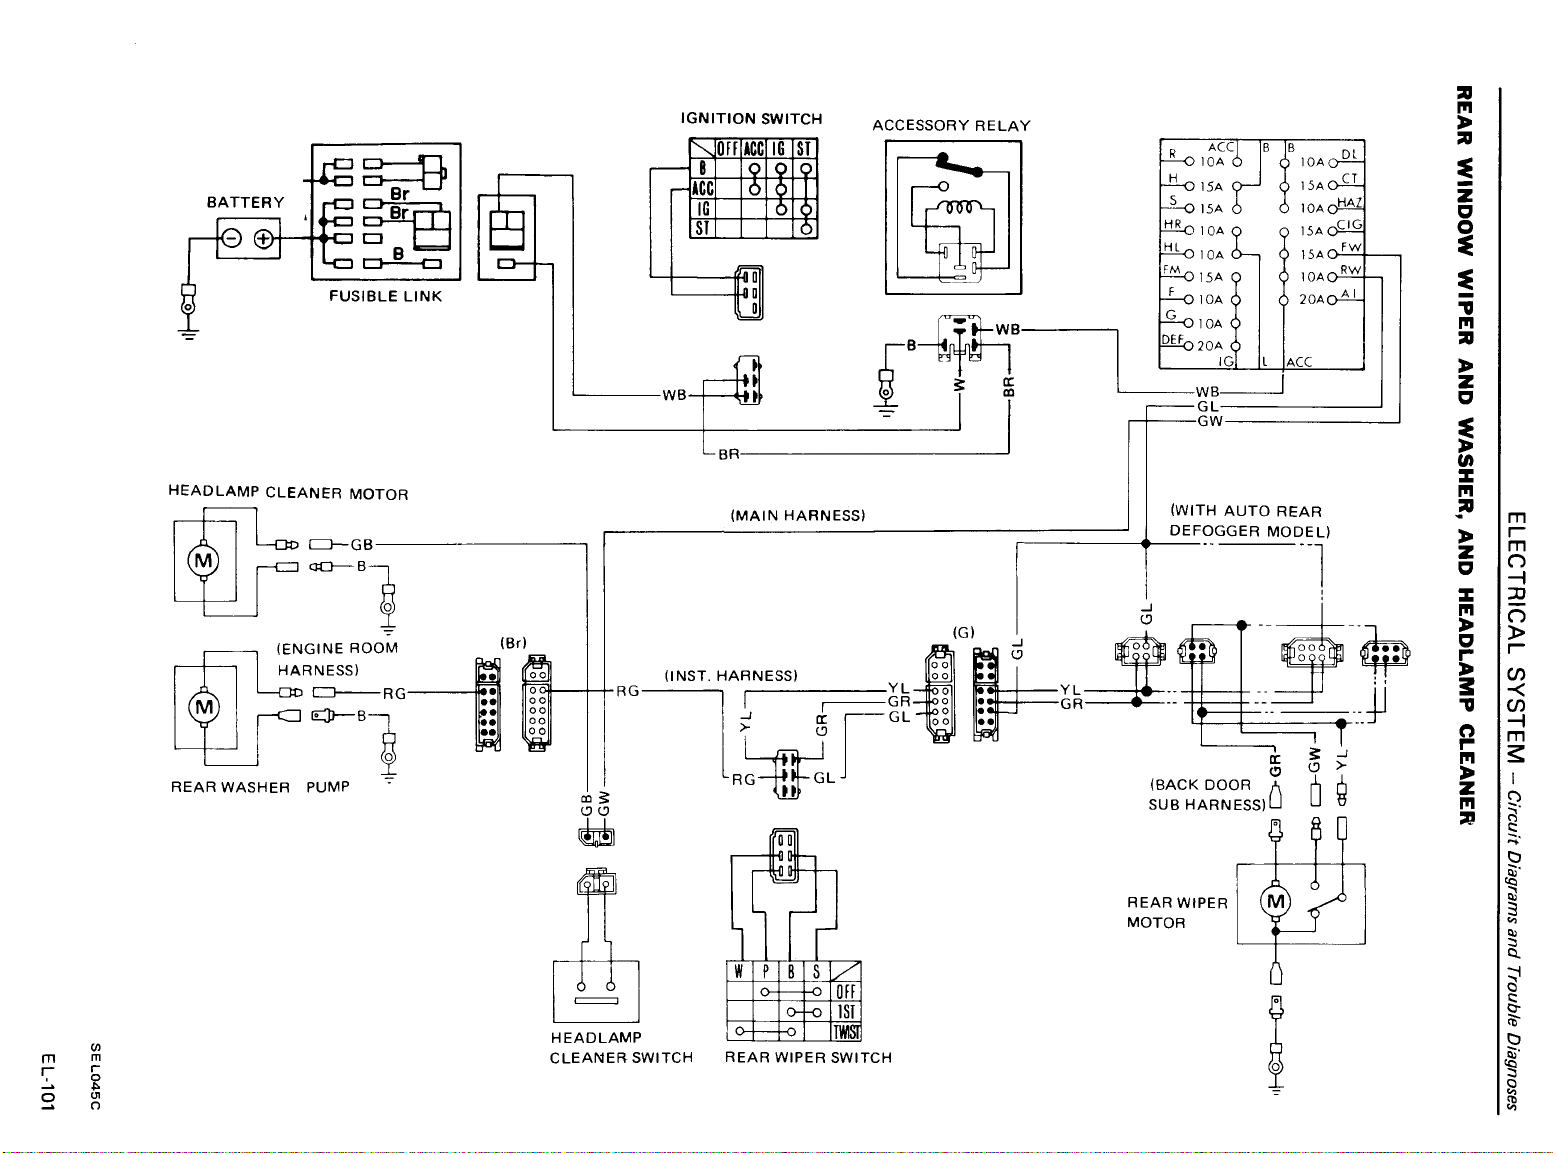 ELECTRICAL SYSTEM – Circuit Diagrams and Trouble Diagnoses
REAR WINDOW WIPER AND WASHER, AND HEADLAMP CLEANER
IGNITION SWITCH
OFF ACC IG ST
B
ACC
IG
ST
ACCESSORY RELAY
BATTERY
Br
Br
B
FUSIBLE LINK
R 10A ACC B B 10A DL
H 15A 15A CT
S 15A 10A HAZ
HR 10A 15A CIG
HL 10A 15A FW
FM 15A 10A RW
F 10A 20A AI
G 10A
DEF 20A
IG L ACC
WB
B
W
BR
WB
WB
GL
GW
BR
HEADLAMP CLEANER MOTOR
M
GB
B
(MAIN HARNESS)
(WITH AUTO REAR
DEFOGGER MODEL)
(ENGINE ROOM
HARNESS)
(Br)
(G)
GL
GL
M
RG
B
RG
(INST. HARNESS)
YL
GR
GL
YL
GR
YL
GR
RG
GL
REAR WASHER PUMP
GB
GW
GR
GW
YL
(BACK DOOR
SUB HARNESS)
REAR WIPER
MOTOR
M
W P B S
OFF
1ST
TWIST
HEADLAMP
CLEANER SWITCH
REAR WIPER SWITCH
SEL045C
EL-101